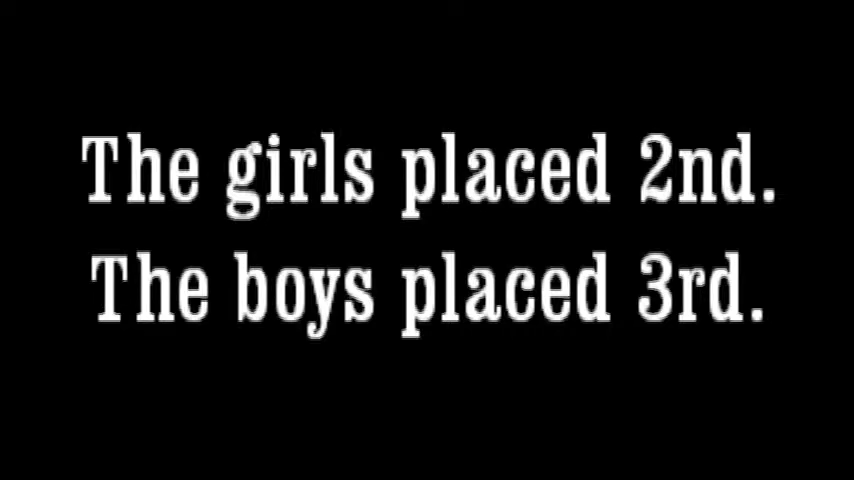 The girls placed 2nd.
The boys placed 3rd.